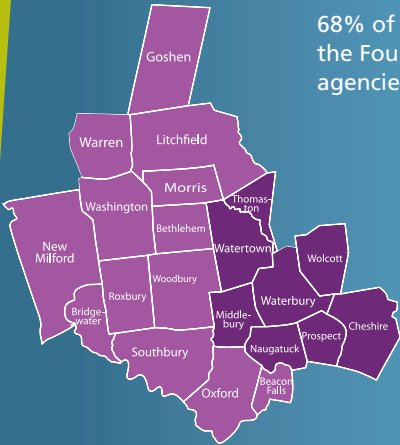 68% of
the Fou
agencie
Goshen
Warren
Litchfield
Morris
Washington
Thomas-
ton
Bethlehem
Watertown
New
Milford
Wolcott
Woodbury
Roxbury
Waterbury
Bridge-
water
Middle-
bury
Cheshire
Prospect
Naugatuck
Southbury
Oxford
Beacon
Falls